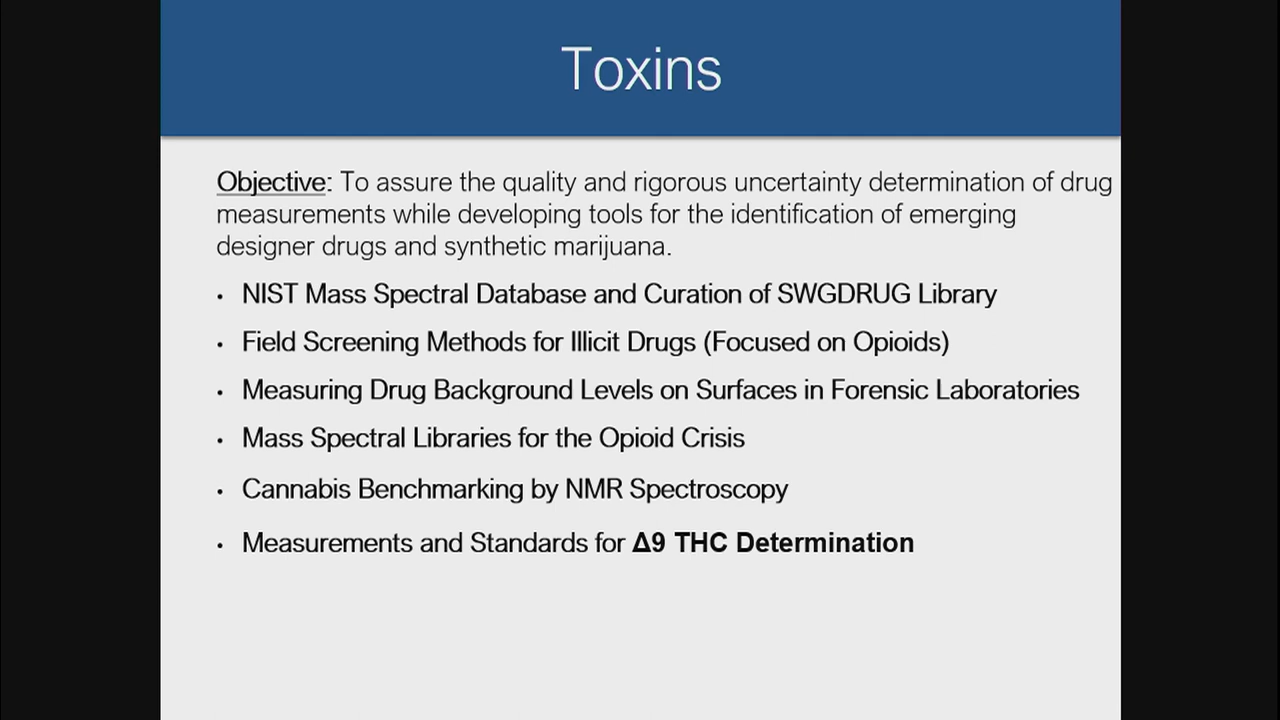 Toxins
Objective: To assure the quality and rigorous uncertainty determination of drug
measurements while developing tools for the identification of emerging
designer drugs and synthetic marijuana.
• NIST Mass Spectral Database and Curation of SWGDRUG Library
• Field Screening Methods for Illicit Drugs (Focused on Opioids)
• Measuring Drug Background Levels on Surfaces in Forensic Laboratories
• Mass Spectral Libraries for the Opioid Crisis
• Cannabis Benchmarking by NMR Spectroscopy
• Measurements and Standards for Δ9 THC Determination